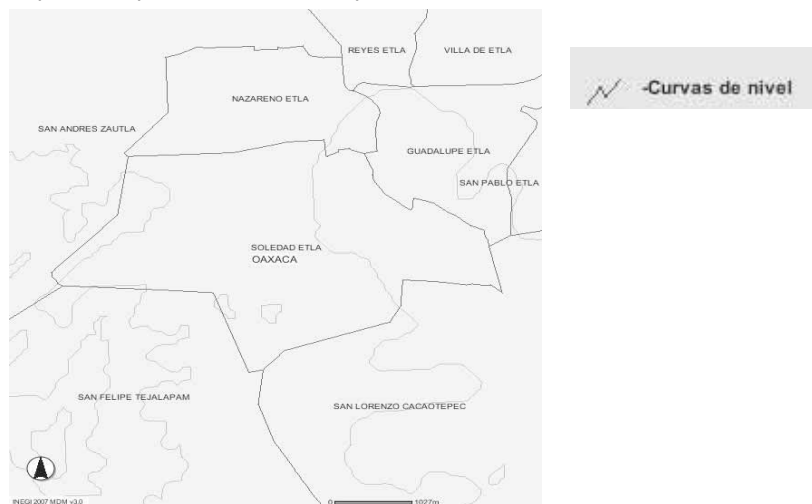 REYES ETLA
VILLA DE ETLA
-Curvas de nivel
NAZARENO ETLA
SAN ANDRES ZAUTLA
GUADALUPE ETLA
SAN PABLO ETLA
SOLEDAD ETLA
OAXACA
SAN FELIPE TEJALAPAM
SAN LORENZO CACAOTEPEC
INEGI 2007 MDM v3.0
0 1027m